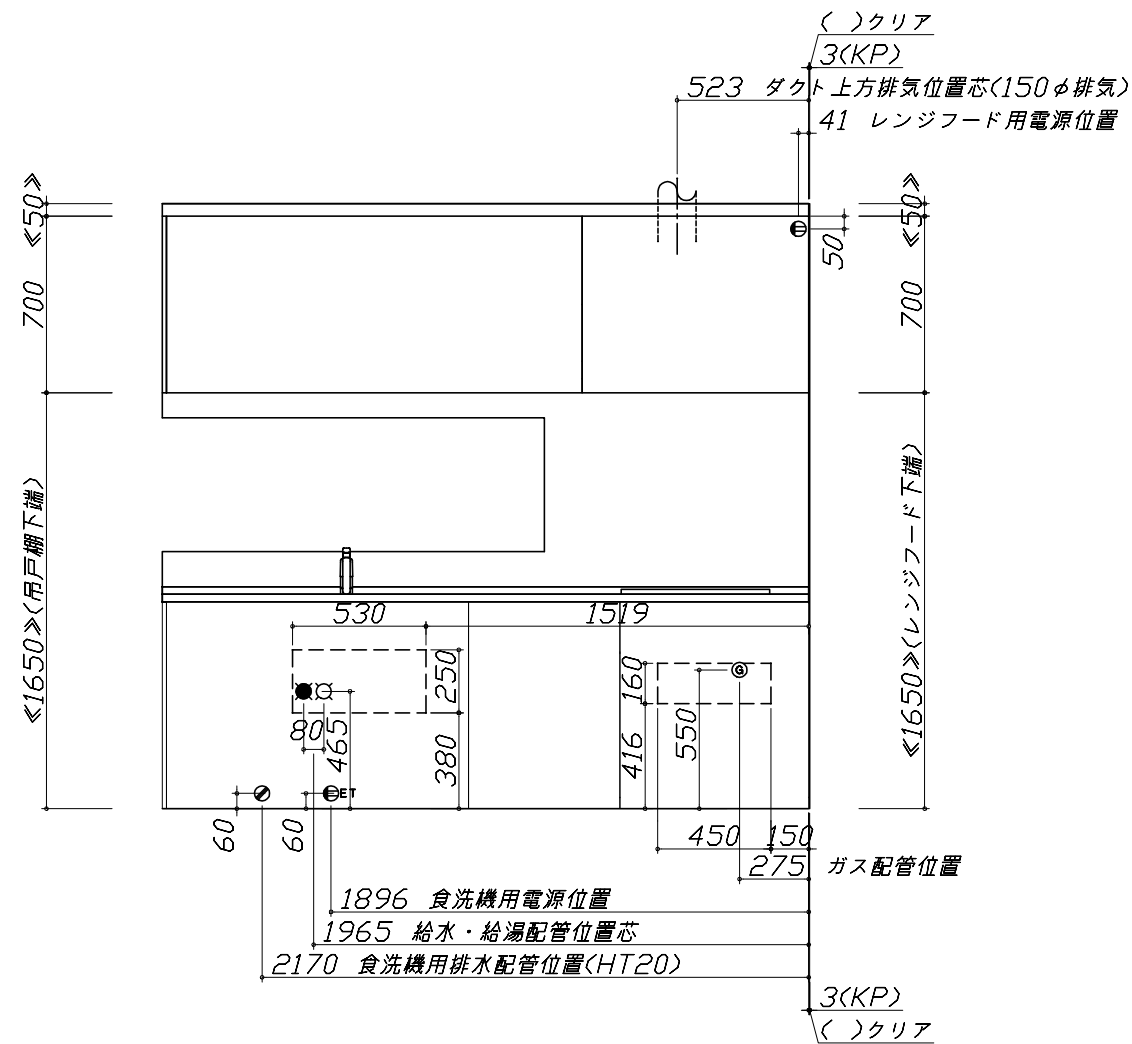 ( )クリア
3(KP)
523 ダクト上方排気位置芯(150φ排気)
41 レンジフード用電源位置
≪50≫
≪50≫
50
700
700
≪1650≫(吊戸棚下端)
≪1650≫(レンジフード下端)
530
1519
250
160
G
80
465
380
416
550
ET
60
60
450
150
275 ガス配管位置
1896 食洗機用電源位置
1965 給水・給湯配管位置芯
2170 食洗機用排水配管位置(HT20)
3(KP)
( )クリア